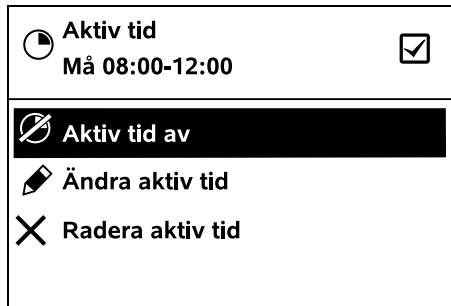 Aktiv tid
Må 08:00-12:00
Aktiv tid av
Ändra aktiv tid
Radera aktiv tid